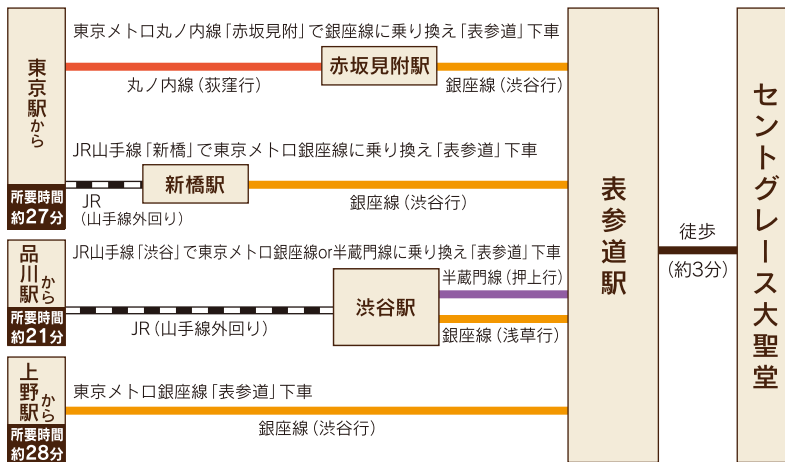 東京駅から
所要時間
約27分
東京メトロ丸ノ内線「赤坂見附」で銀座線に乗り換え「表参道」下車
丸ノ内線（荻窪行）
赤坂見附駅
銀座線（渋谷行）
JR山手線「新橋」で東京メトロ銀座線に乗り換え「表参道」下車
JR
（山手線外回り）
新橋駅
銀座線（渋谷行）
品川駅から
所要時間
約21分
JR山手線「渋谷」で東京メトロ銀座線or半蔵門線に乗り換え「表参道」下車
JR（山手線外回り）
渋谷駅
半蔵門線（押上行）
銀座線（浅草行）
上野駅から
所要時間
約28分
東京メトロ銀座線「表参道」下車
銀座線（渋谷行）
表参道駅
徒歩
（約3分）
セントグレース大聖堂